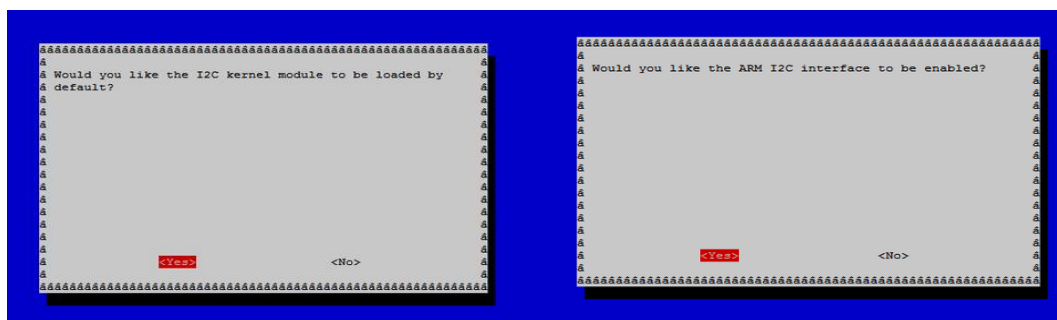 Would you like the I2C kernel module to be loaded by
default?
<Yes> <No>
Would you like the ARM I2C interface to be enabled?
<Yes> <No>